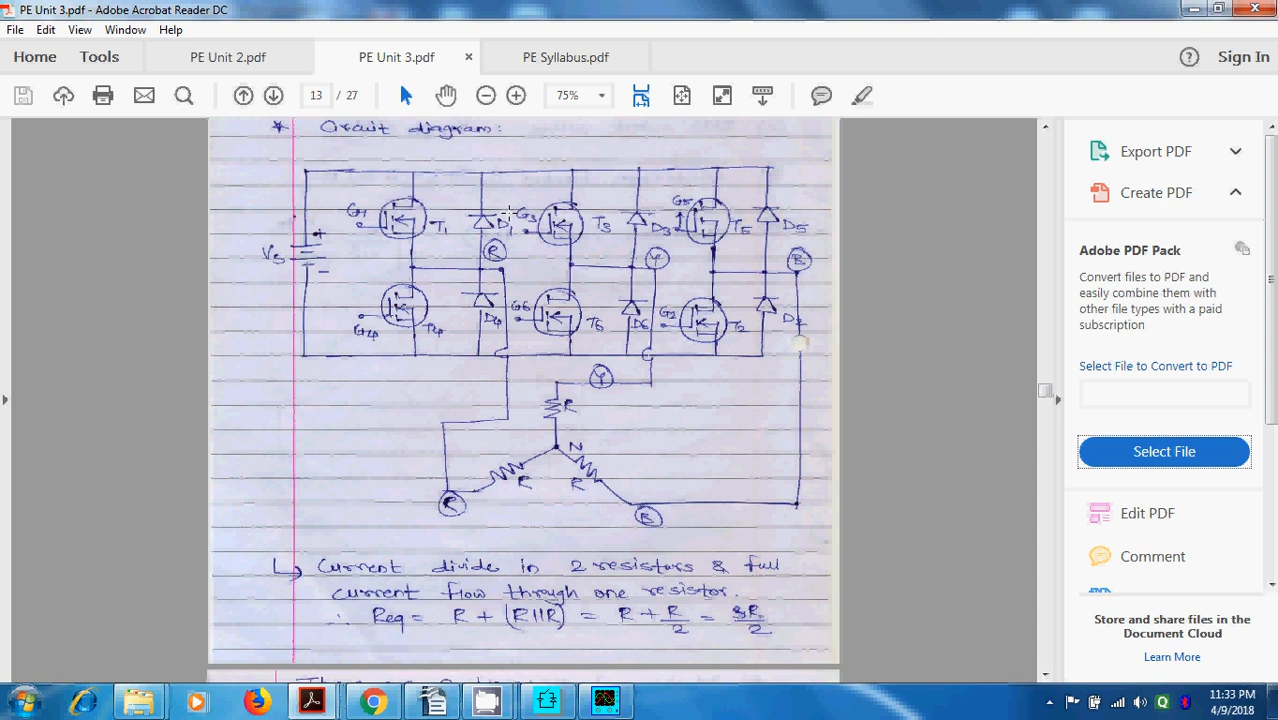 PE Unit 3.pdf - Adobe Acrobat Reader DC
File Edit View Window Help
Home Tools PE Unit 2.pdf PE Unit 3.pdf × PE Syllabus.pdf Sign In
13 / 27 75%
* Circuit diagram:
G1 T1 D1 G3 T3 D3 G5 T5 D5
Vs + - R Y B
G4 T4 D4 G6 T6 D6 G2 T2 D2
Y
R
N
R R
R B
↳ Current divide in 2 resistors & full
current flow through one resistor.
∴ Req = R + (R||R) = R + R/2 = 3R/2
Export PDF
Create PDF
Adobe PDF Pack
Convert files to PDF and
easily combine them with
other file types with a paid
subscription
Select File to Convert to PDF
Select File
Edit PDF
Comment
Store and share files in the
Document Cloud
Learn More
11:33 PM
4/9/2018